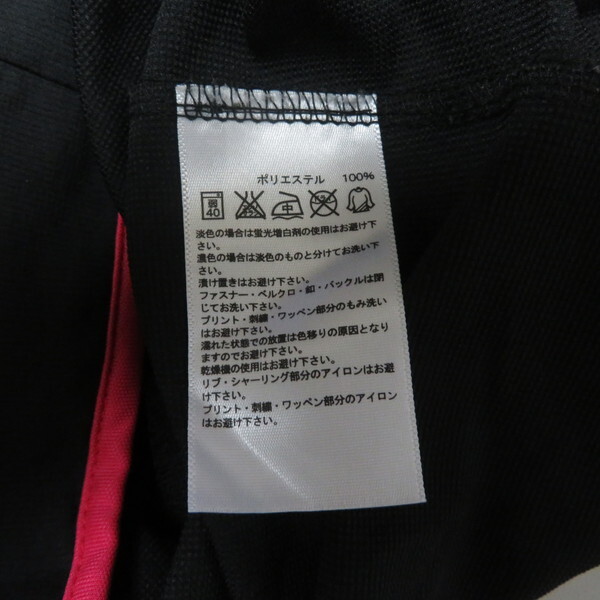 ポリエステル 100%
弱 40 中
淡色の場合は蛍光増白剤の使用はお避け下
さい。
濃色の場合は淡色のものと分けてお洗い下
さい。
漬け置きはお避け下さい。
ファスナー・ベルクロ・釦・バックルは閉
じてお洗い下さい。
プリント・刺繍・ワッペン部分のもみ洗い
はお避け下さい。
濡れた状態での放置は色移りの原因となり
ますのでお避け下さい。
乾燥機の使用はお避け下さい。
リブ・シャーリング部分のアイロンはお避
け下さい。
プリント・刺繍・ワッペン部分のアイロン
はお避け下さい。